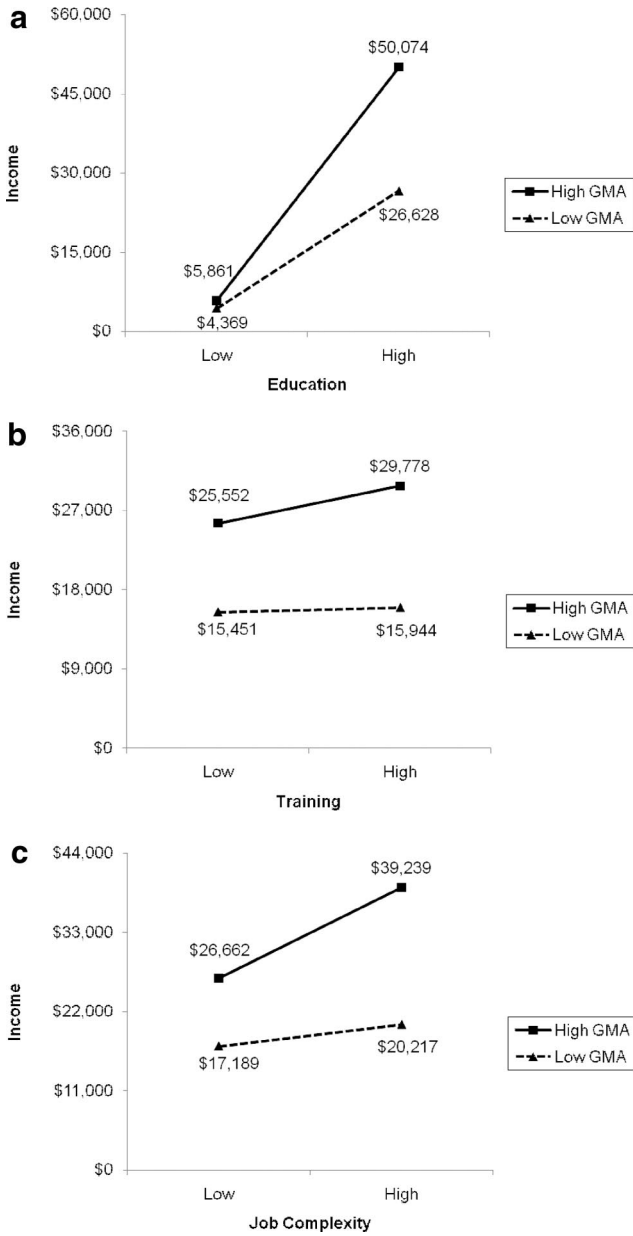 a
$60,000
$50,074
$45,000
Income
$30,000
High GMA
Low GMA
$26,628
$15,000
$5,861
$4,369
$0
Low
High
Education
b
$36,000
$29,778
$25,552
$27,000
Income
$18,000
High GMA
Low GMA
$15,451
$15,944
$9,000
$0
Low
High
Training
c
$44,000
$39,239
$33,000
$26,662
Income
$22,000
High GMA
Low GMA
$20,217
$17,189
$11,000
$0
Low
High
Job Complexity